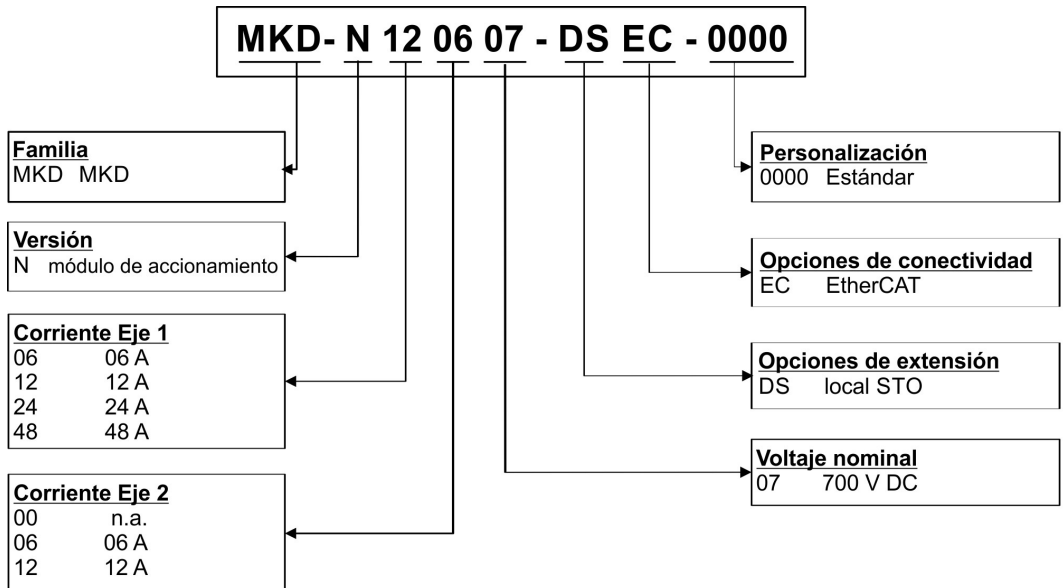 MKD- N 12 06 07 - DS EC - 0000
Familia
MKD MKD
Versión
N módulo de accionamiento
Corriente Eje 1
06 06 A
12 12 A
24 24 A
48 48 A
Corriente Eje 2
00 n.a.
06 06 A
12 12 A
Personalización
0000 Estándar
Opciones de conectividad
EC EtherCAT
Opciones de extensión
DS local STO
Voltaje nominal
07 700 V DC